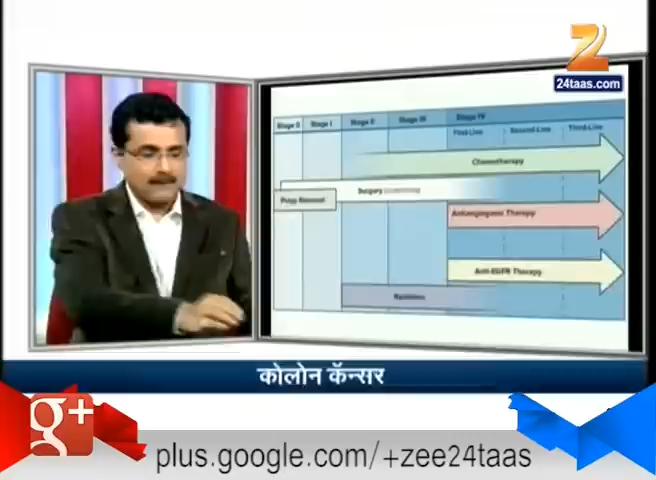 Z
24taas.com
Stage 0 Stage I Stage II Stage III Stage IV
First-Line Second-Line Third-Line
Chemotherapy
Surgery
Polyp Removal
Antiangiogenic Therapy
Anti-EGFR Therapy
Radiation
कोलोन कॅन्सर
g+
plus.google.com/+zee24taas